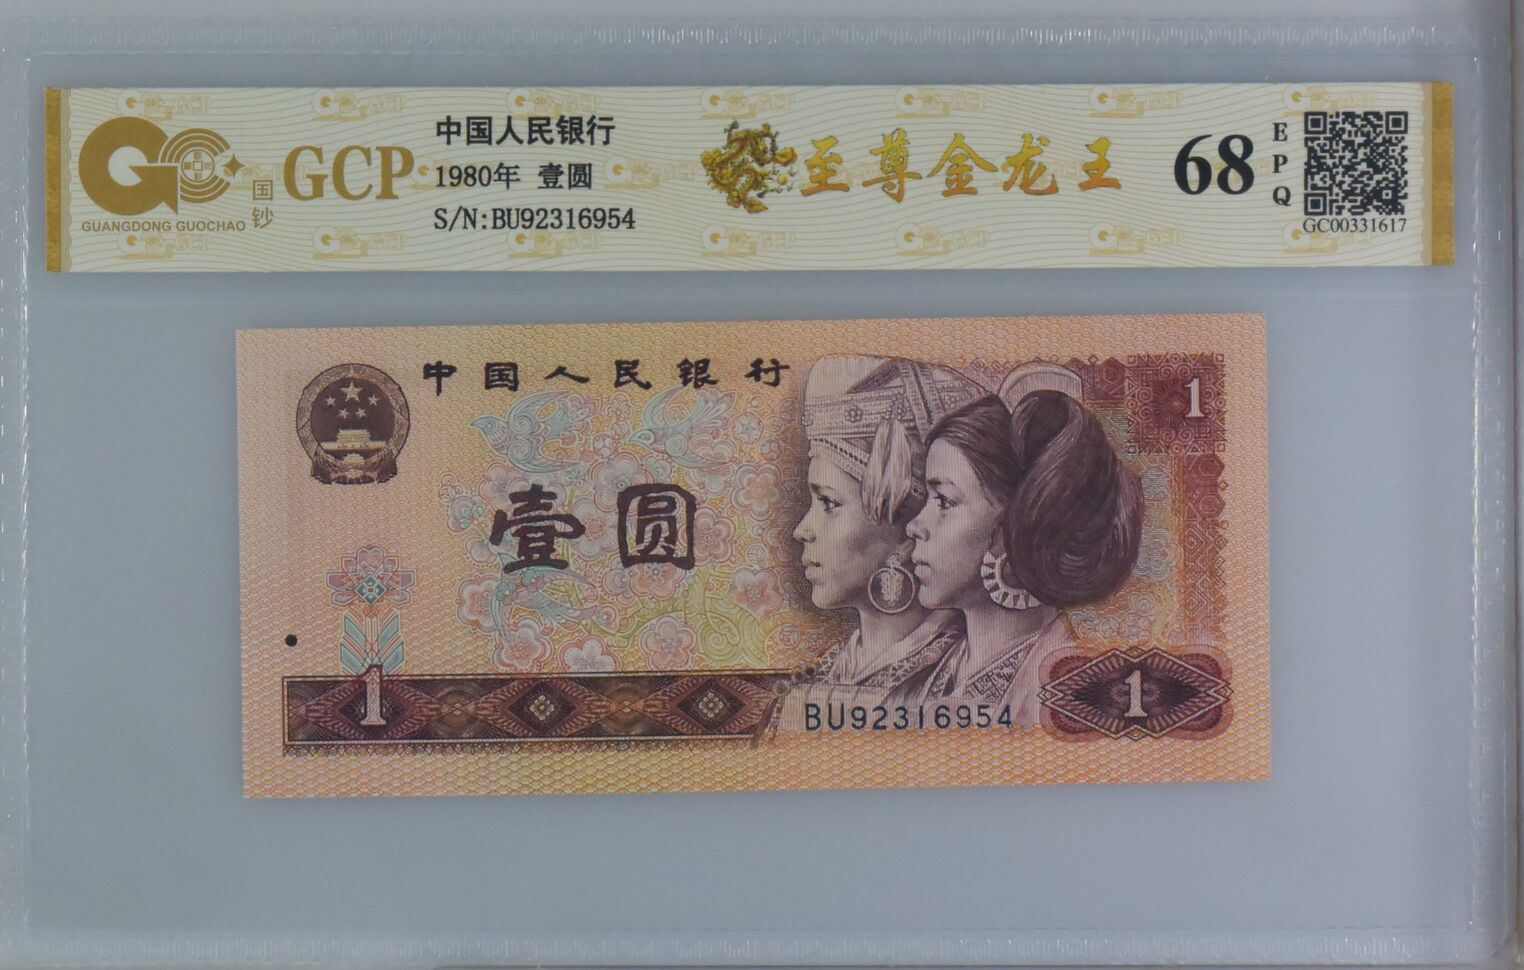 GUANGDONG GUOCHAO
国钞
GCP
中国人民银行
1980年 壹圆
S/N:BU92316954
至尊金龙王
68
EPQ
GC00331617
中国人民银行
1
壹圆
1
BU92316954
1